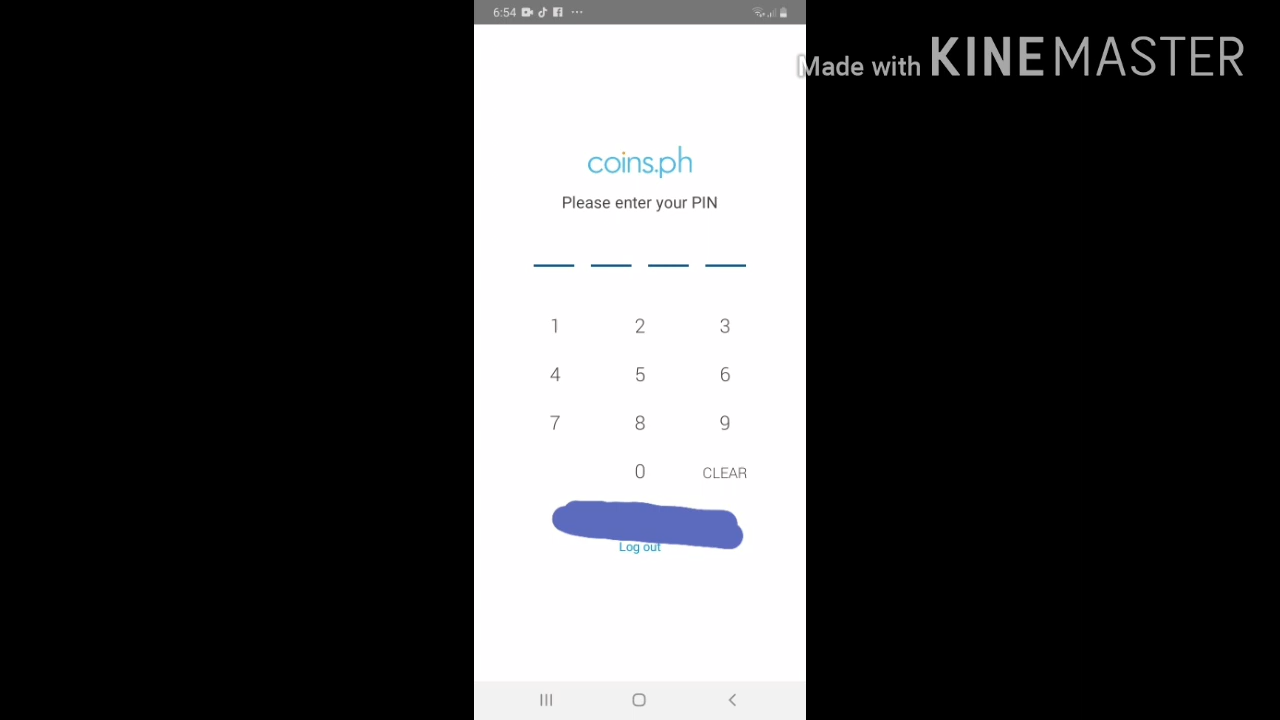 6:54
Made with KINEMASTER
coins.ph
Please enter your PIN
1 2 3
4 5 6
7 8 9
0 CLEAR
Log out